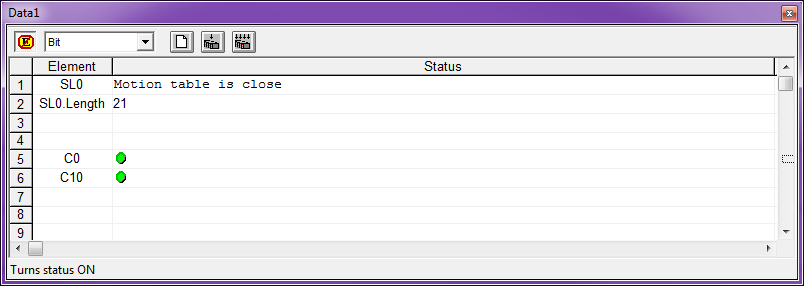 Data1
E Bit
Element Status
1 SL0 Motion table is close
2 SL0.Length 21
3
4
5 C0
6 C10
7
8
9
Turns status ON